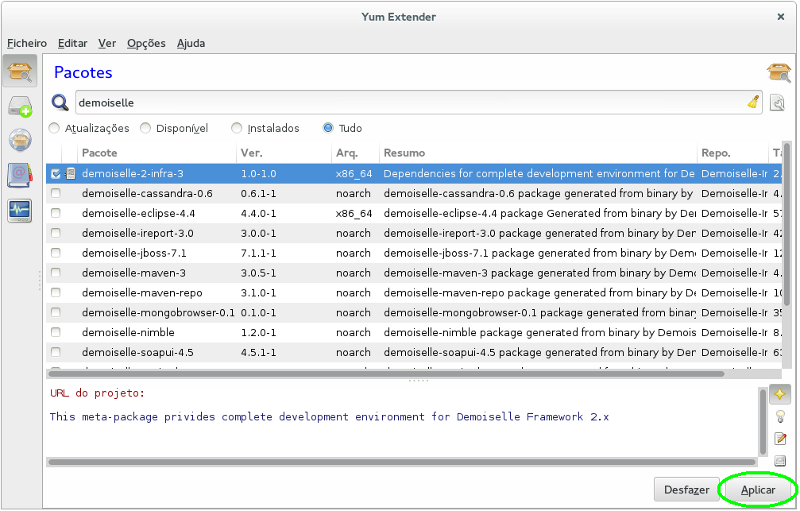 Yum Extender
Ficheiro Editar Ver Opções Ajuda
Pacotes
demoiselle
Atualizações Disponível Instalados Tudo
Pacote Ver. Arq. Resumo Repo. Ta
demoiselle-2-infra-3 1.0-1.0 x86_64 Dependencies for complete development environment for De Demoiselle-Ir 2.
demoiselle-cassandra-0.6 0.6.1-1 noarch demoiselle-cassandra-0.6 package generated from binary by Demoiselle-Ir 4.
demoiselle-eclipse-4.4 4.4.0-1 x86_64 demoiselle-eclipse-4.4 package Generated from binary by Der Demoiselle-Ir 57
demoiselle-ireport-3.0 3.0.0-1 noarch demoiselle-ireport-3.0 package generated from binary by Der Demoiselle-Ir 42
demoiselle-jboss-7.1 7.1.1-1 noarch demoiselle-jboss-7.1 package generated from binary by Demo Demoiselle-Ir 12
demoiselle-maven-3 3.0.5-1 noarch demoiselle-maven-3 package generated from binary by Demo Demoiselle-Ir 4.
demoiselle-maven-repo 3.1.0-1 noarch demoiselle-maven-repo package generated from binary by De Demoiselle-Ir 10
demoiselle-mongobrowser-0.1 0.1.0-1 noarch demoiselle-mongobrowser-0.1 package generated from binary Demoiselle-Ir 35
demoiselle-nimble 1.2.0-1 noarch demoiselle-nimble package generated from binary by Demois Demoiselle-Ir 8.
demoiselle-soapui-4.5 4.5.1-1 noarch demoiselle-soapui-4.5 package generated from binary by Der Demoiselle-Ir 63
URL do projeto:
This meta-package privides complete development environment for Demoiselle Framework 2.x
Desfazer Aplicar